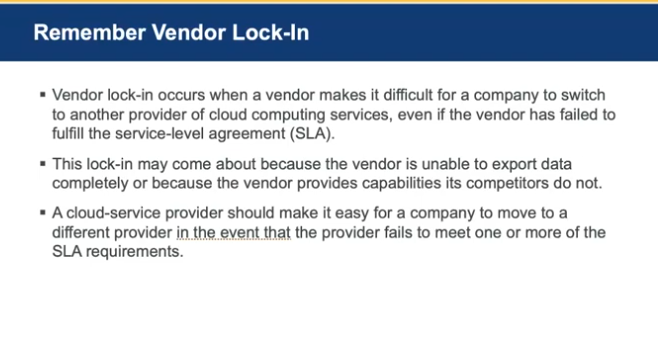 Remember Vendor Lock-In
▪ Vendor lock-in occurs when a vendor makes it difficult for a company to switch
to another provider of cloud computing services, even if the vendor has failed to
fulfill the service-level agreement (SLA).
▪ This lock-in may come about because the vendor is unable to export data
completely or because the vendor provides capabilities its competitors do not.
▪ A cloud-service provider should make it easy for a company to move to a
different provider in the event that the provider fails to meet one or more of the
SLA requirements.